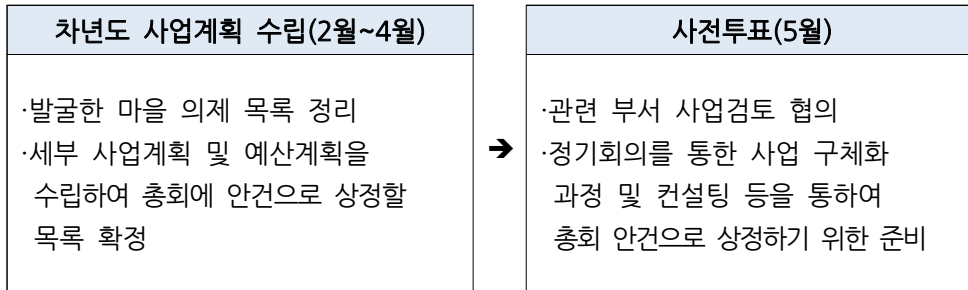 차년도 사업계획 수립(2월~4월)
·발굴한 마을 의제 목록 정리
·세부 사업계획 및 예산계획을
수립하여 총회에 안건으로 상정할
목록 확정
➔
사전투표(5월)
·관련 부서 사업검토 협의
·정기회의를 통한 사업 구체화
과정 및 컨설팅 등을 통하여
총회 안건으로 상정하기 위한 준비